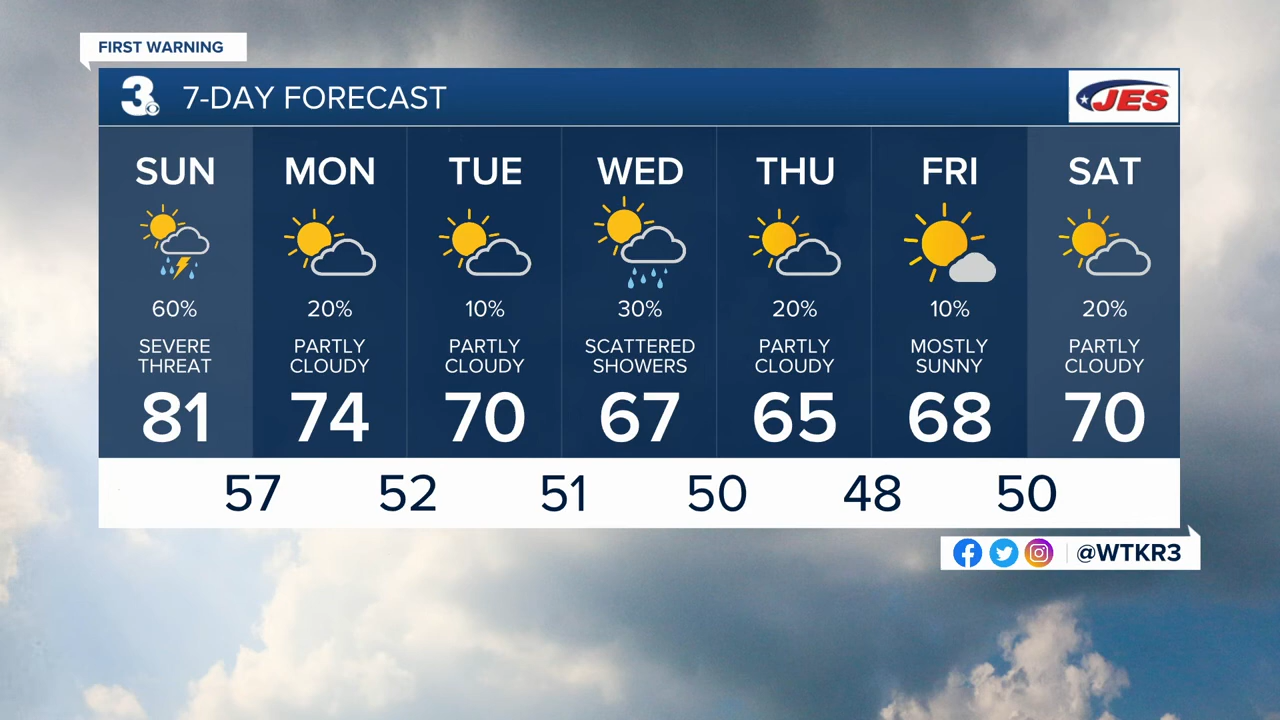 FIRST WARNING
3 7-DAY FORECAST
JES
SUN MON TUE WED THU FRI SAT
60% 20% 10% 30% 20% 10% 20%
SEVERE THREAT
PARTLY CLOUDY
PARTLY CLOUDY
SCATTERED SHOWERS
PARTLY CLOUDY
MOSTLY SUNNY
PARTLY CLOUDY
81 74 70 67 65 68 70
57 52 51 50 48 50
@WTKR3